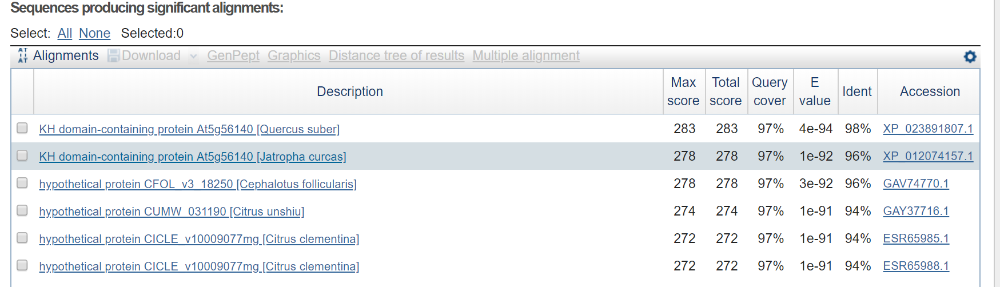 Sequences producing significant alignments:
Select: All None Selected:0
AT AT Alignments Download GenPept Graphics Distance tree of results Multiple alignment
Description Max score Total score Query cover E value Ident Accession
KH domain-containing protein At5g56140 [Quercus suber] 283 283 97% 4e-94 98% XP_023891807.1
KH domain-containing protein At5g56140 [Jatropha curcas] 278 278 97% 1e-92 96% XP_012074157.1
hypothetical protein CFOL_v3_18250 [Cephalotus follicularis] 278 278 97% 3e-92 96% GAV74770.1
hypothetical protein CUMW_031190 [Citrus unshiu] 274 274 97% 1e-91 94% GAY37716.1
hypothetical protein CICLE_v10009077mg [Citrus clementina] 272 272 97% 1e-91 94% ESR65985.1
hypothetical protein CICLE_v10009077mg [Citrus clementina] 272 272 97% 1e-91 94% ESR65988.1